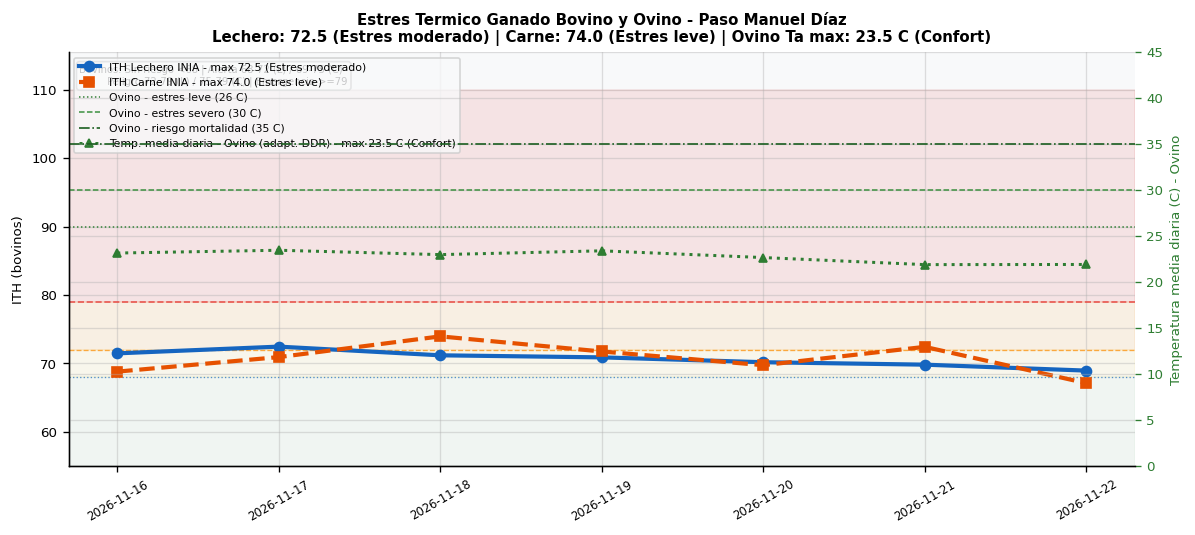 Estres Termico Ganado Bovino y Ovino - Paso Manuel Díaz
Lechero: 72.5 (Estres moderado) | Carne: 74.0 (Estres leve) | Ovino Ta max: 23.5 C (Confort)
ITH Lechero INIA - max 72.5 (Estres moderado)
ITH Carne INIA - max 74.0 (Estres leve)
Ovino - estres leve (26 C)
Ovino - estres severo (30 C)
Ovino - riesgo mortalidad (35 C)
Temp. media diaria - Ovino (adapt. DDR) - max 23.5 C (Confort)
>=79
ITH (bovinos)
110
100
90
80
70
60
45
40
35
30
25
20
15
10
5
0
Temperatura media diaria (C) - Ovino
2026-11-16
2026-11-17
2026-11-18
2026-11-19
2026-11-20
2026-11-21
2026-11-22